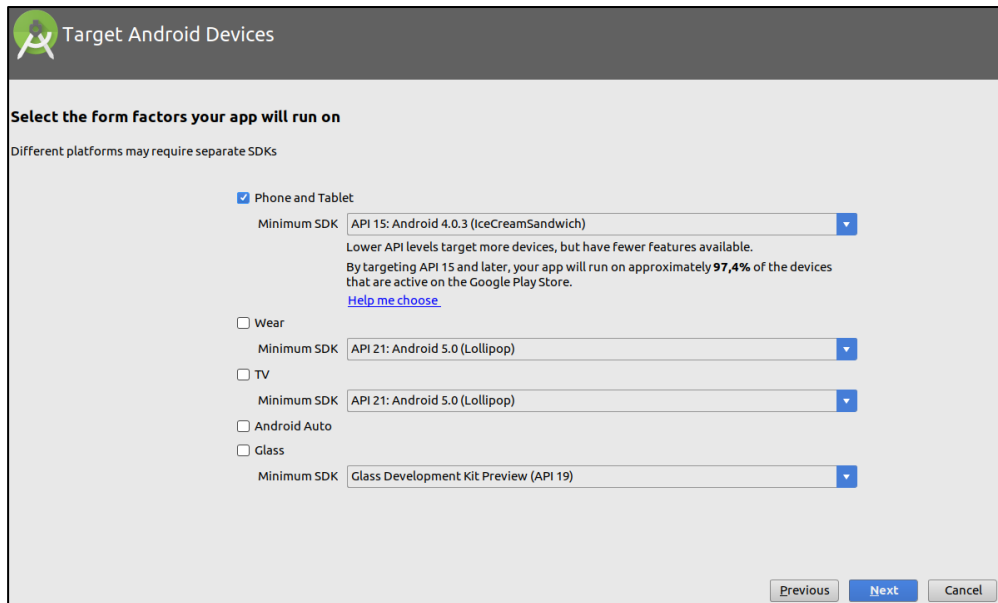 Target Android Devices
Select the form factors your app will run on
Different platforms may require separate SDKs
Phone and Tablet
Minimum SDK API 15: Android 4.0.3 (IceCreamSandwich)
Lower API levels target more devices, but have fewer features available.
By targeting API 15 and later, your app will run on approximately 97,4% of the devices
that are active on the Google Play Store.
Help me choose
Wear
Minimum SDK API 21: Android 5.0 (Lollipop)
TV
Minimum SDK API 21: Android 5.0 (Lollipop)
Android Auto
Glass
Minimum SDK Glass Development Kit Preview (API 19)
Previous Next Cancel